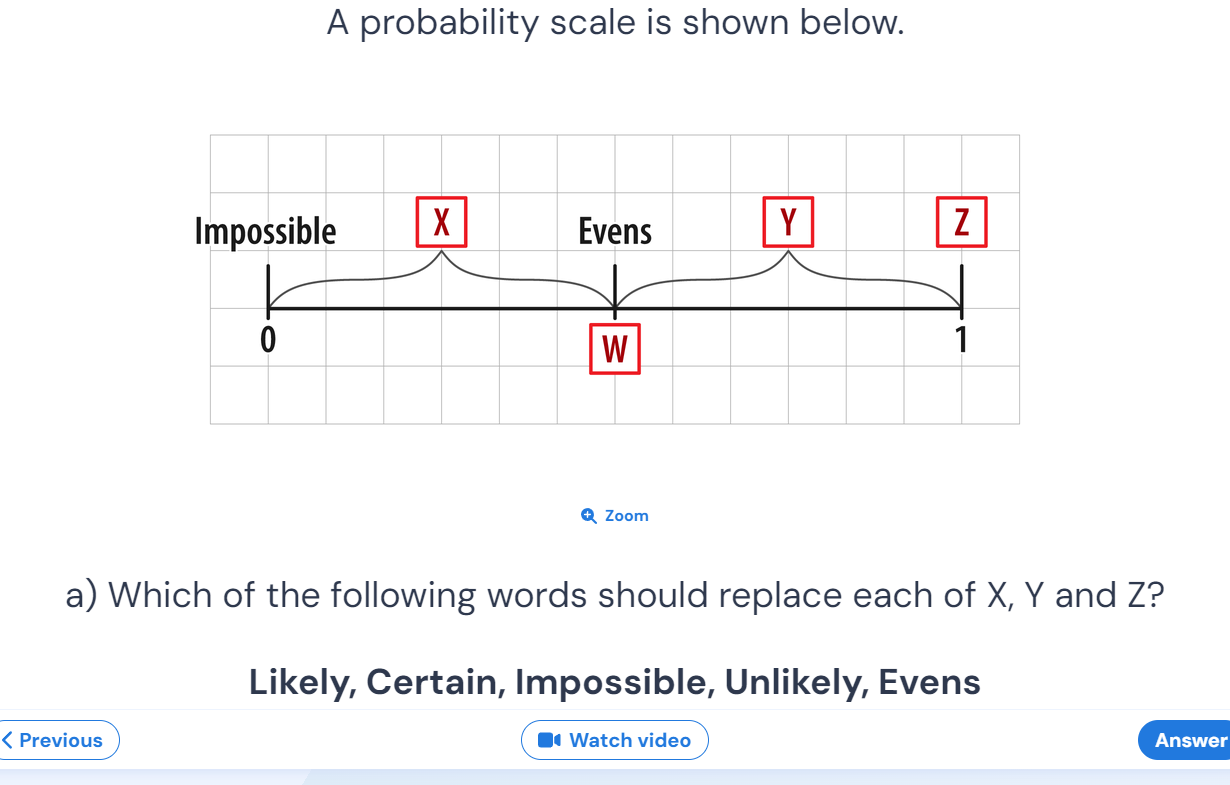 A probability scale is shown below.
X
Y
Z
Impossible
Evens
0
W
1
Zoom
a) Which of the following words should replace each of X, Y and Z?
Likely, Certain, Impossible, Unlikely, Evens
Previous
Watch video
Answer